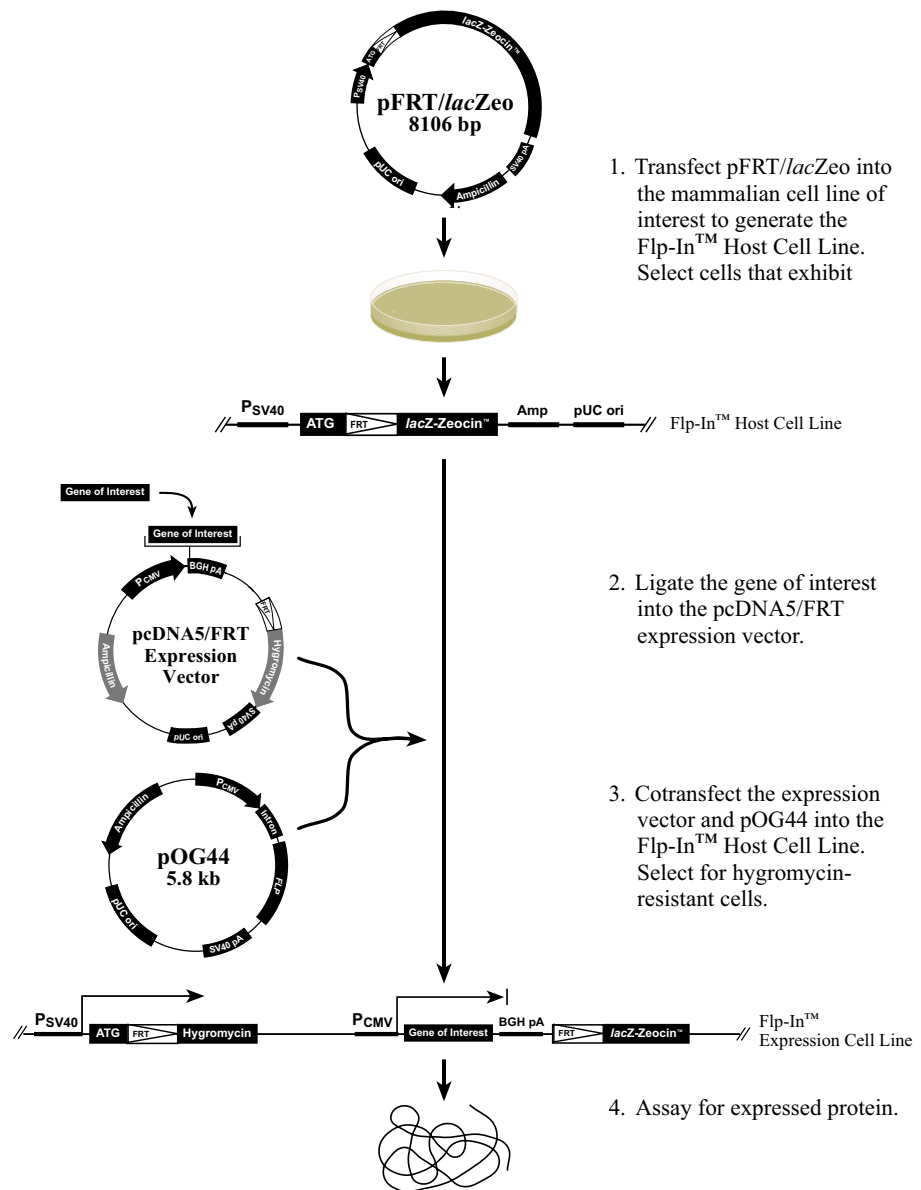 lacZ-Zeocin™
ATG
FRT
PSV40
pFRT/lacZeo
8106 bp
SV40 pA
pUC ori
Ampicillin
1. Transfect pFRT/lacZeo into
the mammalian cell line of
interest to generate the
Flp-In™ Host Cell Line.
Select cells that exhibit
PSV40
ATG
FRT
lacZ-Zeocin™
Amp
pUC ori
Flp-In™ Host Cell Line
Gene of Interest
Gene of Interest
PCMV
BGH pA
FRT
pcDNA5/FRT
Expression
Vector
Ampicillin
Hygromycin
SV40 pA
pUC ori
2. Ligate the gene of interest
into the pcDNA5/FRT
expression vector.
PCMV
Ampicillin
Intron
pOG44
5.8 kb
FLP
pUC ori
SV40 pA
3. Cotransfect the expression
vector and pOG44 into the
Flp-In™ Host Cell Line.
Select for hygromycin-
resistant cells.
PSV40
ATG
FRT
Hygromycin
PCMV
Gene of Interest
BGH pA
FRT
lacZ-Zeocin™
Flp-In™
Expression Cell Line
4. Assay for expressed protein.